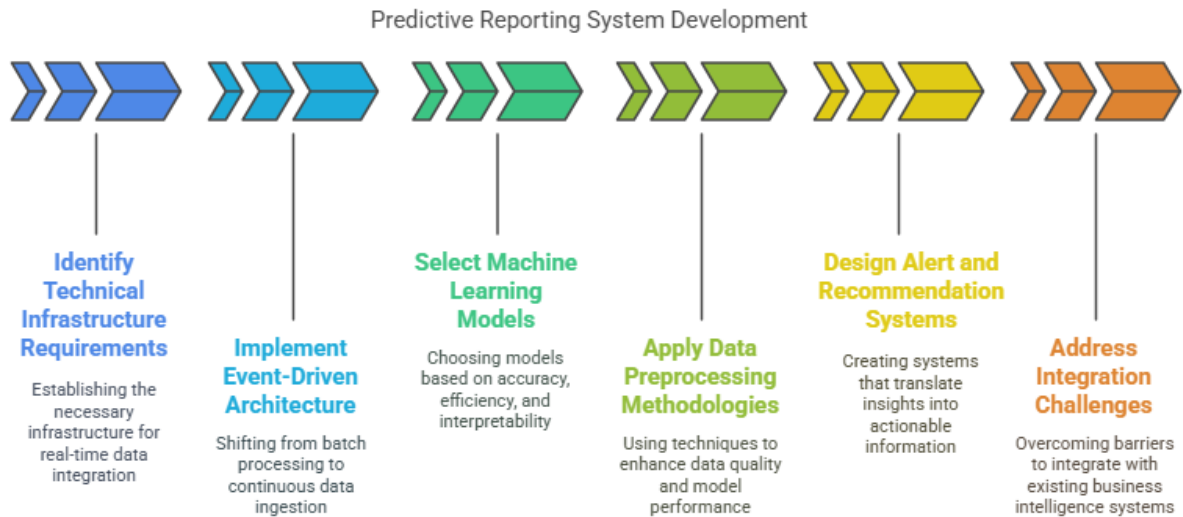 Predictive Reporting System Development
Identify
Technical
Infrastructure
Requirements
Establishing the
necessary
infrastructure for
real-time data
integration
Implement
Event-Driven
Architecture
Shifting from batch
processing to
continuous data
ingestion
Select Machine
Learning
Models
Choosing models
based on accuracy,
efficiency, and
interpretability
Apply Data
Preprocessing
Methodologies
Using techniques to
enhance data quality
and model
performance
Design Alert and
Recommendation
Systems
Creating systems
that translate
insights into
actionable
information
Address
Integration
Challenges
Overcoming barriers
to integrate with
existing business
intelligence systems